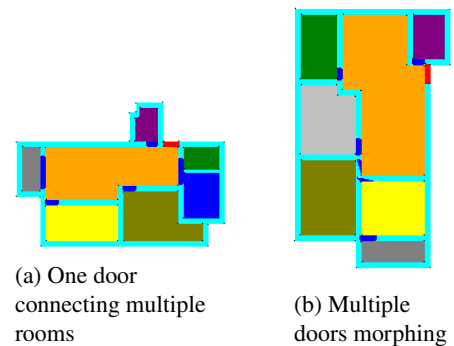 (a) One door
connecting multiple
rooms
(b) Multiple
doors morphing